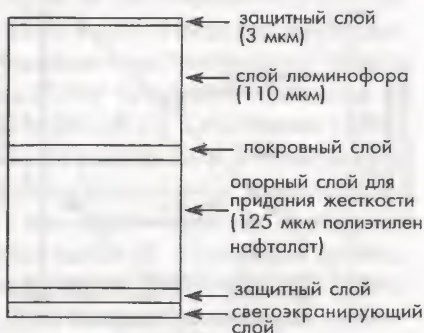 защитный слой
(3 мкм)
слой люминофора
(110 мкм)
покровный слой
опорный слой для
придания жесткости
(125 мкм полиэтилен
нафталат)
защитный слой
светоэкранирующий
слой